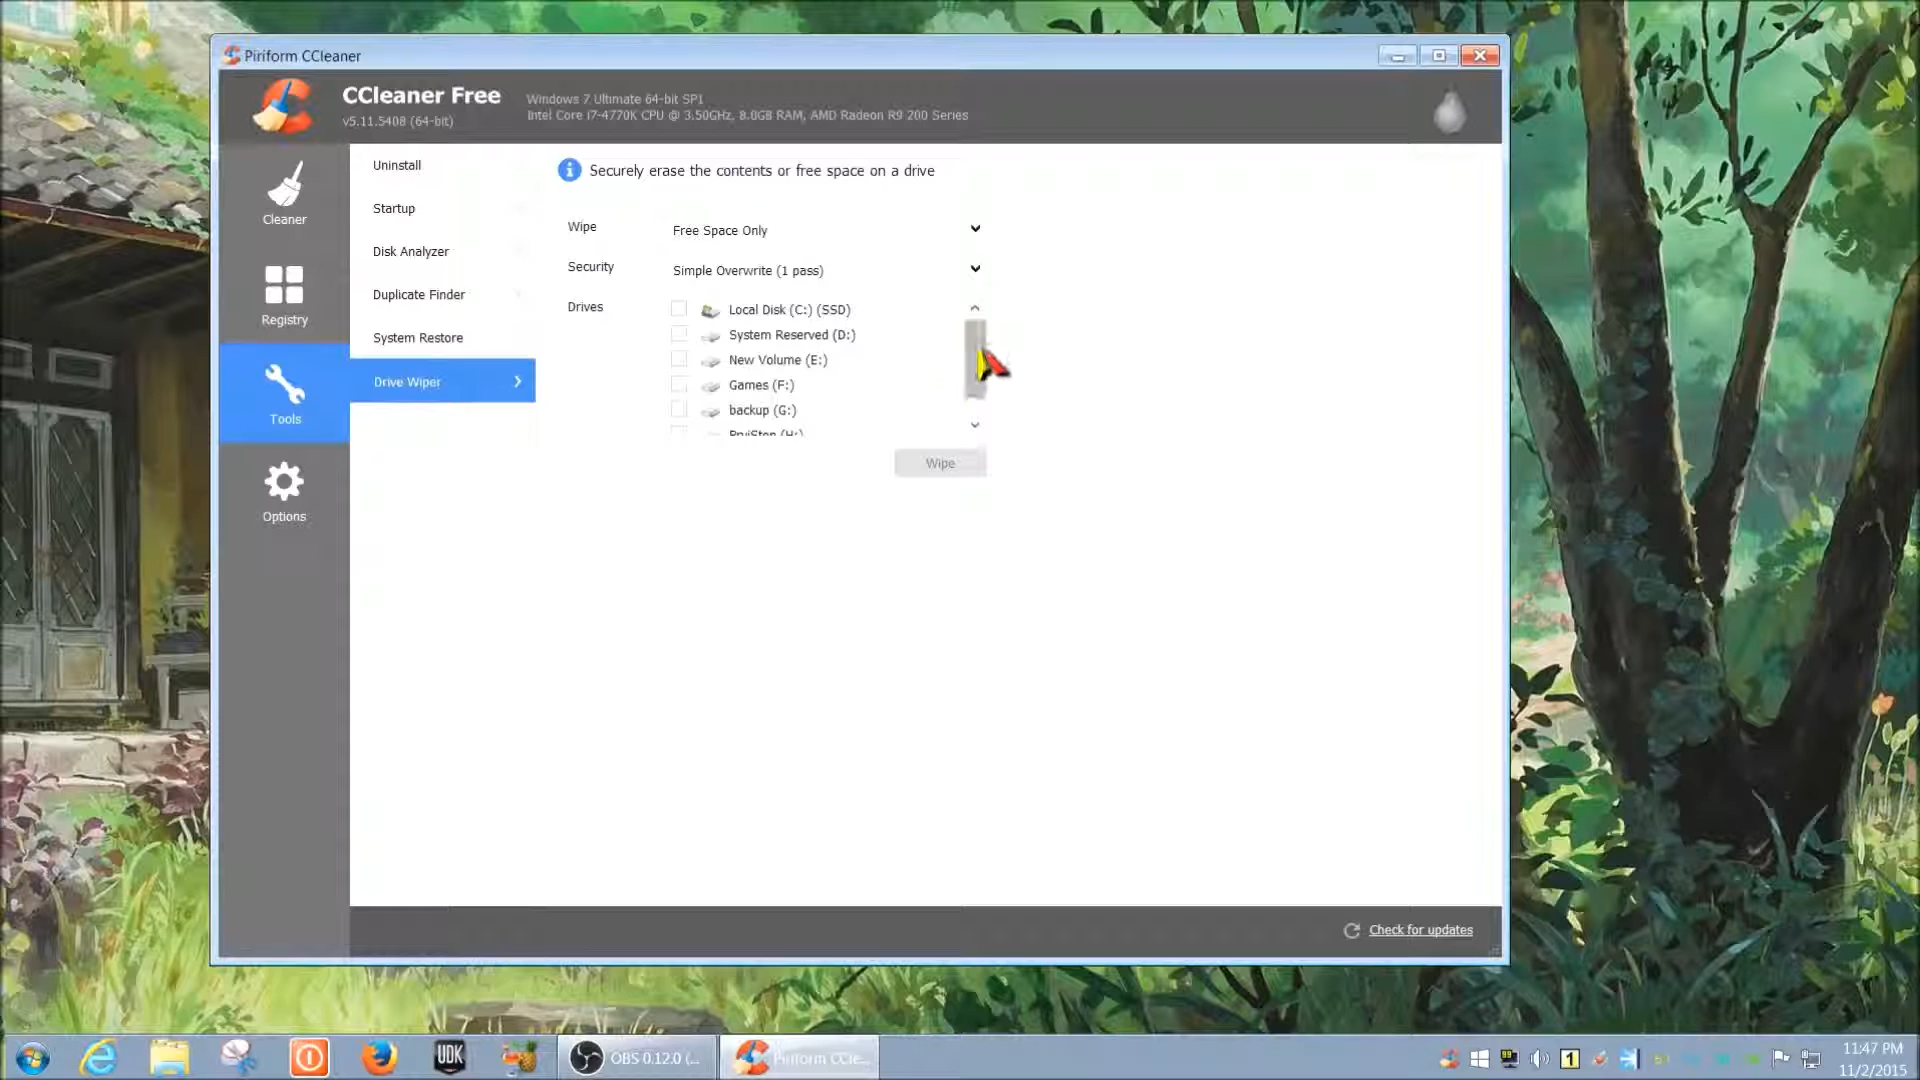 Piriform CCleaner
CCleaner Free
v5.11.5408 (64-bit)
Windows 7 Ultimate 64-bit SP1
Intel Core i7-4770K CPU @ 3.50GHz, 8.0GB RAM, AMD Radeon R9 200 Series
Cleaner
Registry
Tools
Options
Uninstall
Startup
Disk Analyzer
Duplicate Finder
System Restore
Drive Wiper
Securely erase the contents or free space on a drive
Wipe
Free Space Only
Security
Simple Overwrite (1 pass)
Drives
Local Disk (C:) (SSD)
System Reserved (D:)
New Volume (E:)
Games (F:)
backup (G:)
Wipe
Check for updates
UDK
OBS 0.12.0 (...
Piriform CCle...
1
11:47 PM
11/2/2015